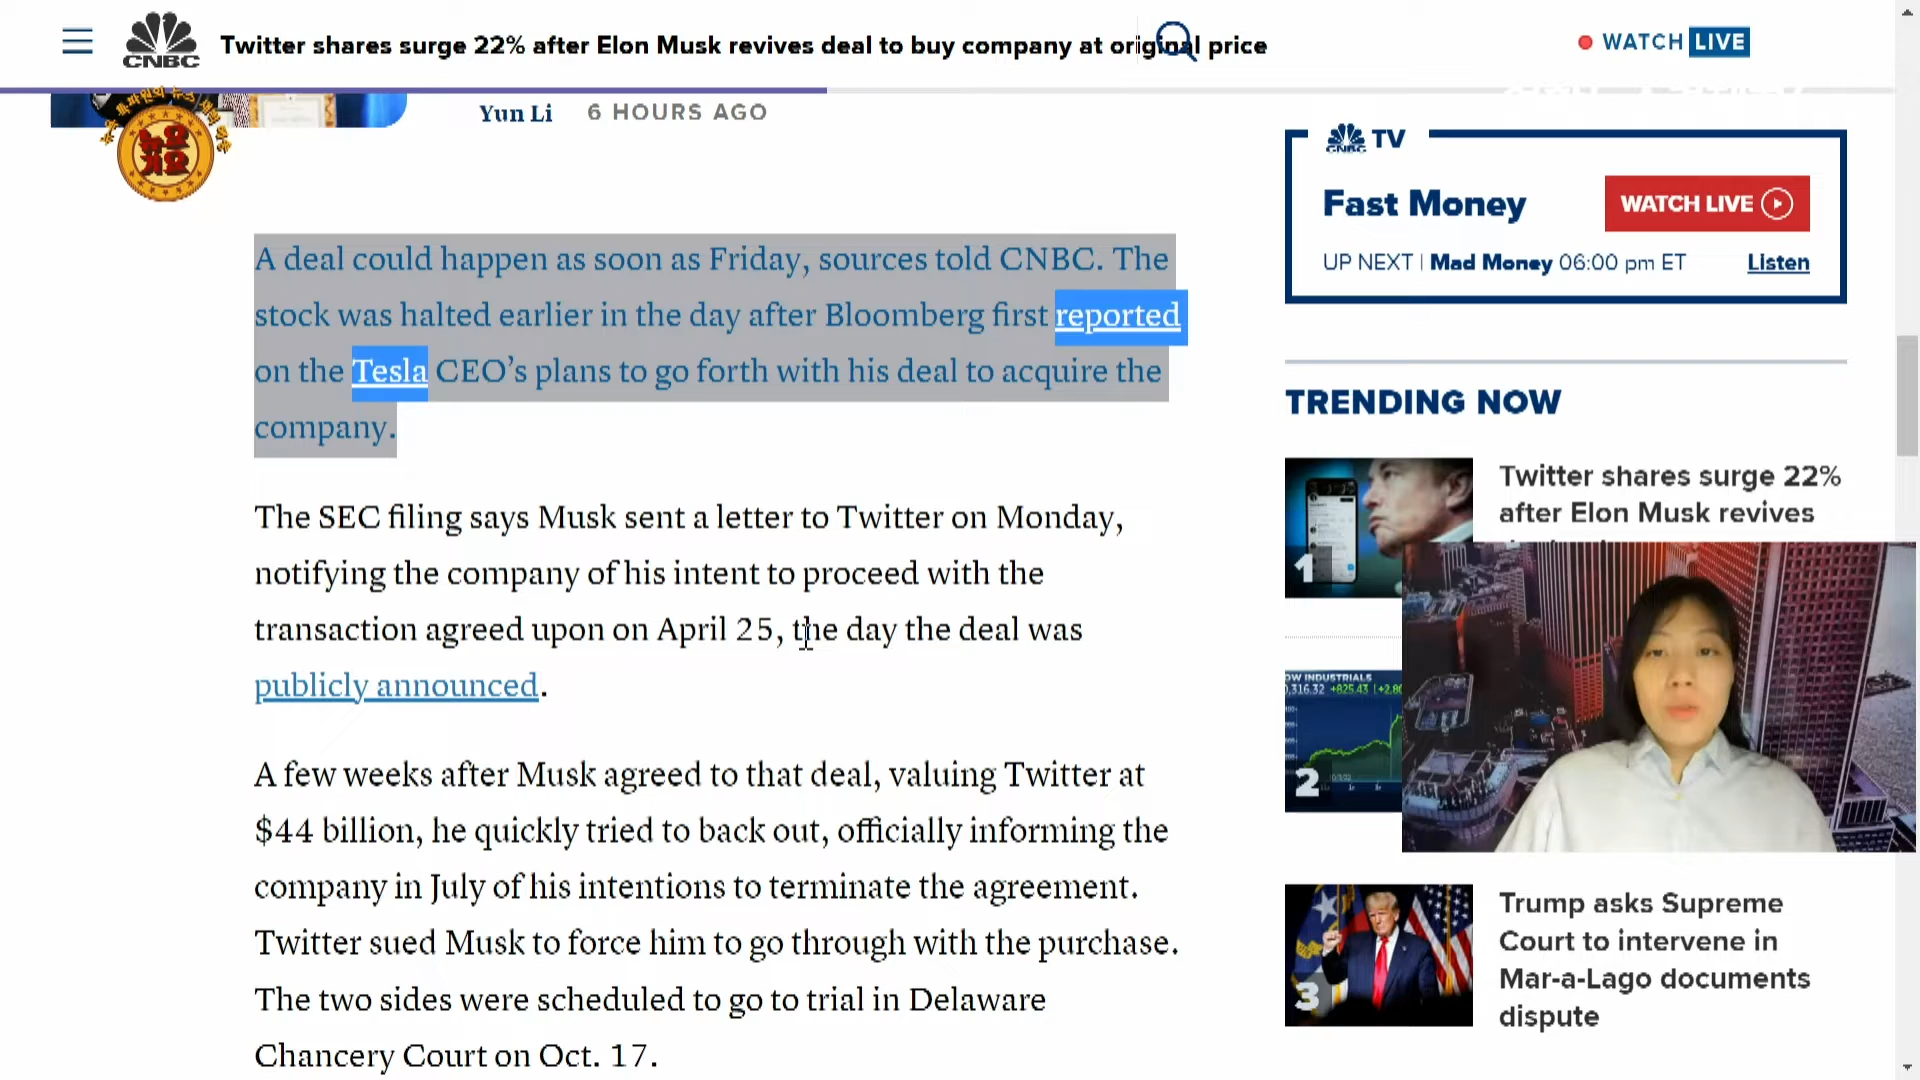 CNBC
Twitter shares surge 22% after Elon Musk revives deal to buy company at original price
WATCH LIVE
Yun Li 6 HOURS AGO
뉴욕
기요
A deal could happen as soon as Friday, sources told CNBC. The
stock was halted earlier in the day after Bloomberg first reported
on the Tesla CEO’s plans to go forth with his deal to acquire the
company.
The SEC filing says Musk sent a letter to Twitter on Monday,
notifying the company of his intent to proceed with the
transaction agreed upon on April 25, the day the deal was
publicly announced.
A few weeks after Musk agreed to that deal, valuing Twitter at
$44 billion, he quickly tried to back out, officially informing the
company in July of his intentions to terminate the agreement.
Twitter sued Musk to force him to go through with the purchase.
The two sides were scheduled to go to trial in Delaware
Chancery Court on Oct. 17.
CNBC TV
Fast Money
WATCH LIVE
UP NEXT | Mad Money 06:00 pm ET
Listen
TRENDING NOW
1
Twitter shares surge 22%
after Elon Musk revives
OW INDUSTRIALS
,316.32 +825.43 +2.8
2
3
Trump asks Supreme
Court to intervene in
Mar-a-Lago documents
dispute